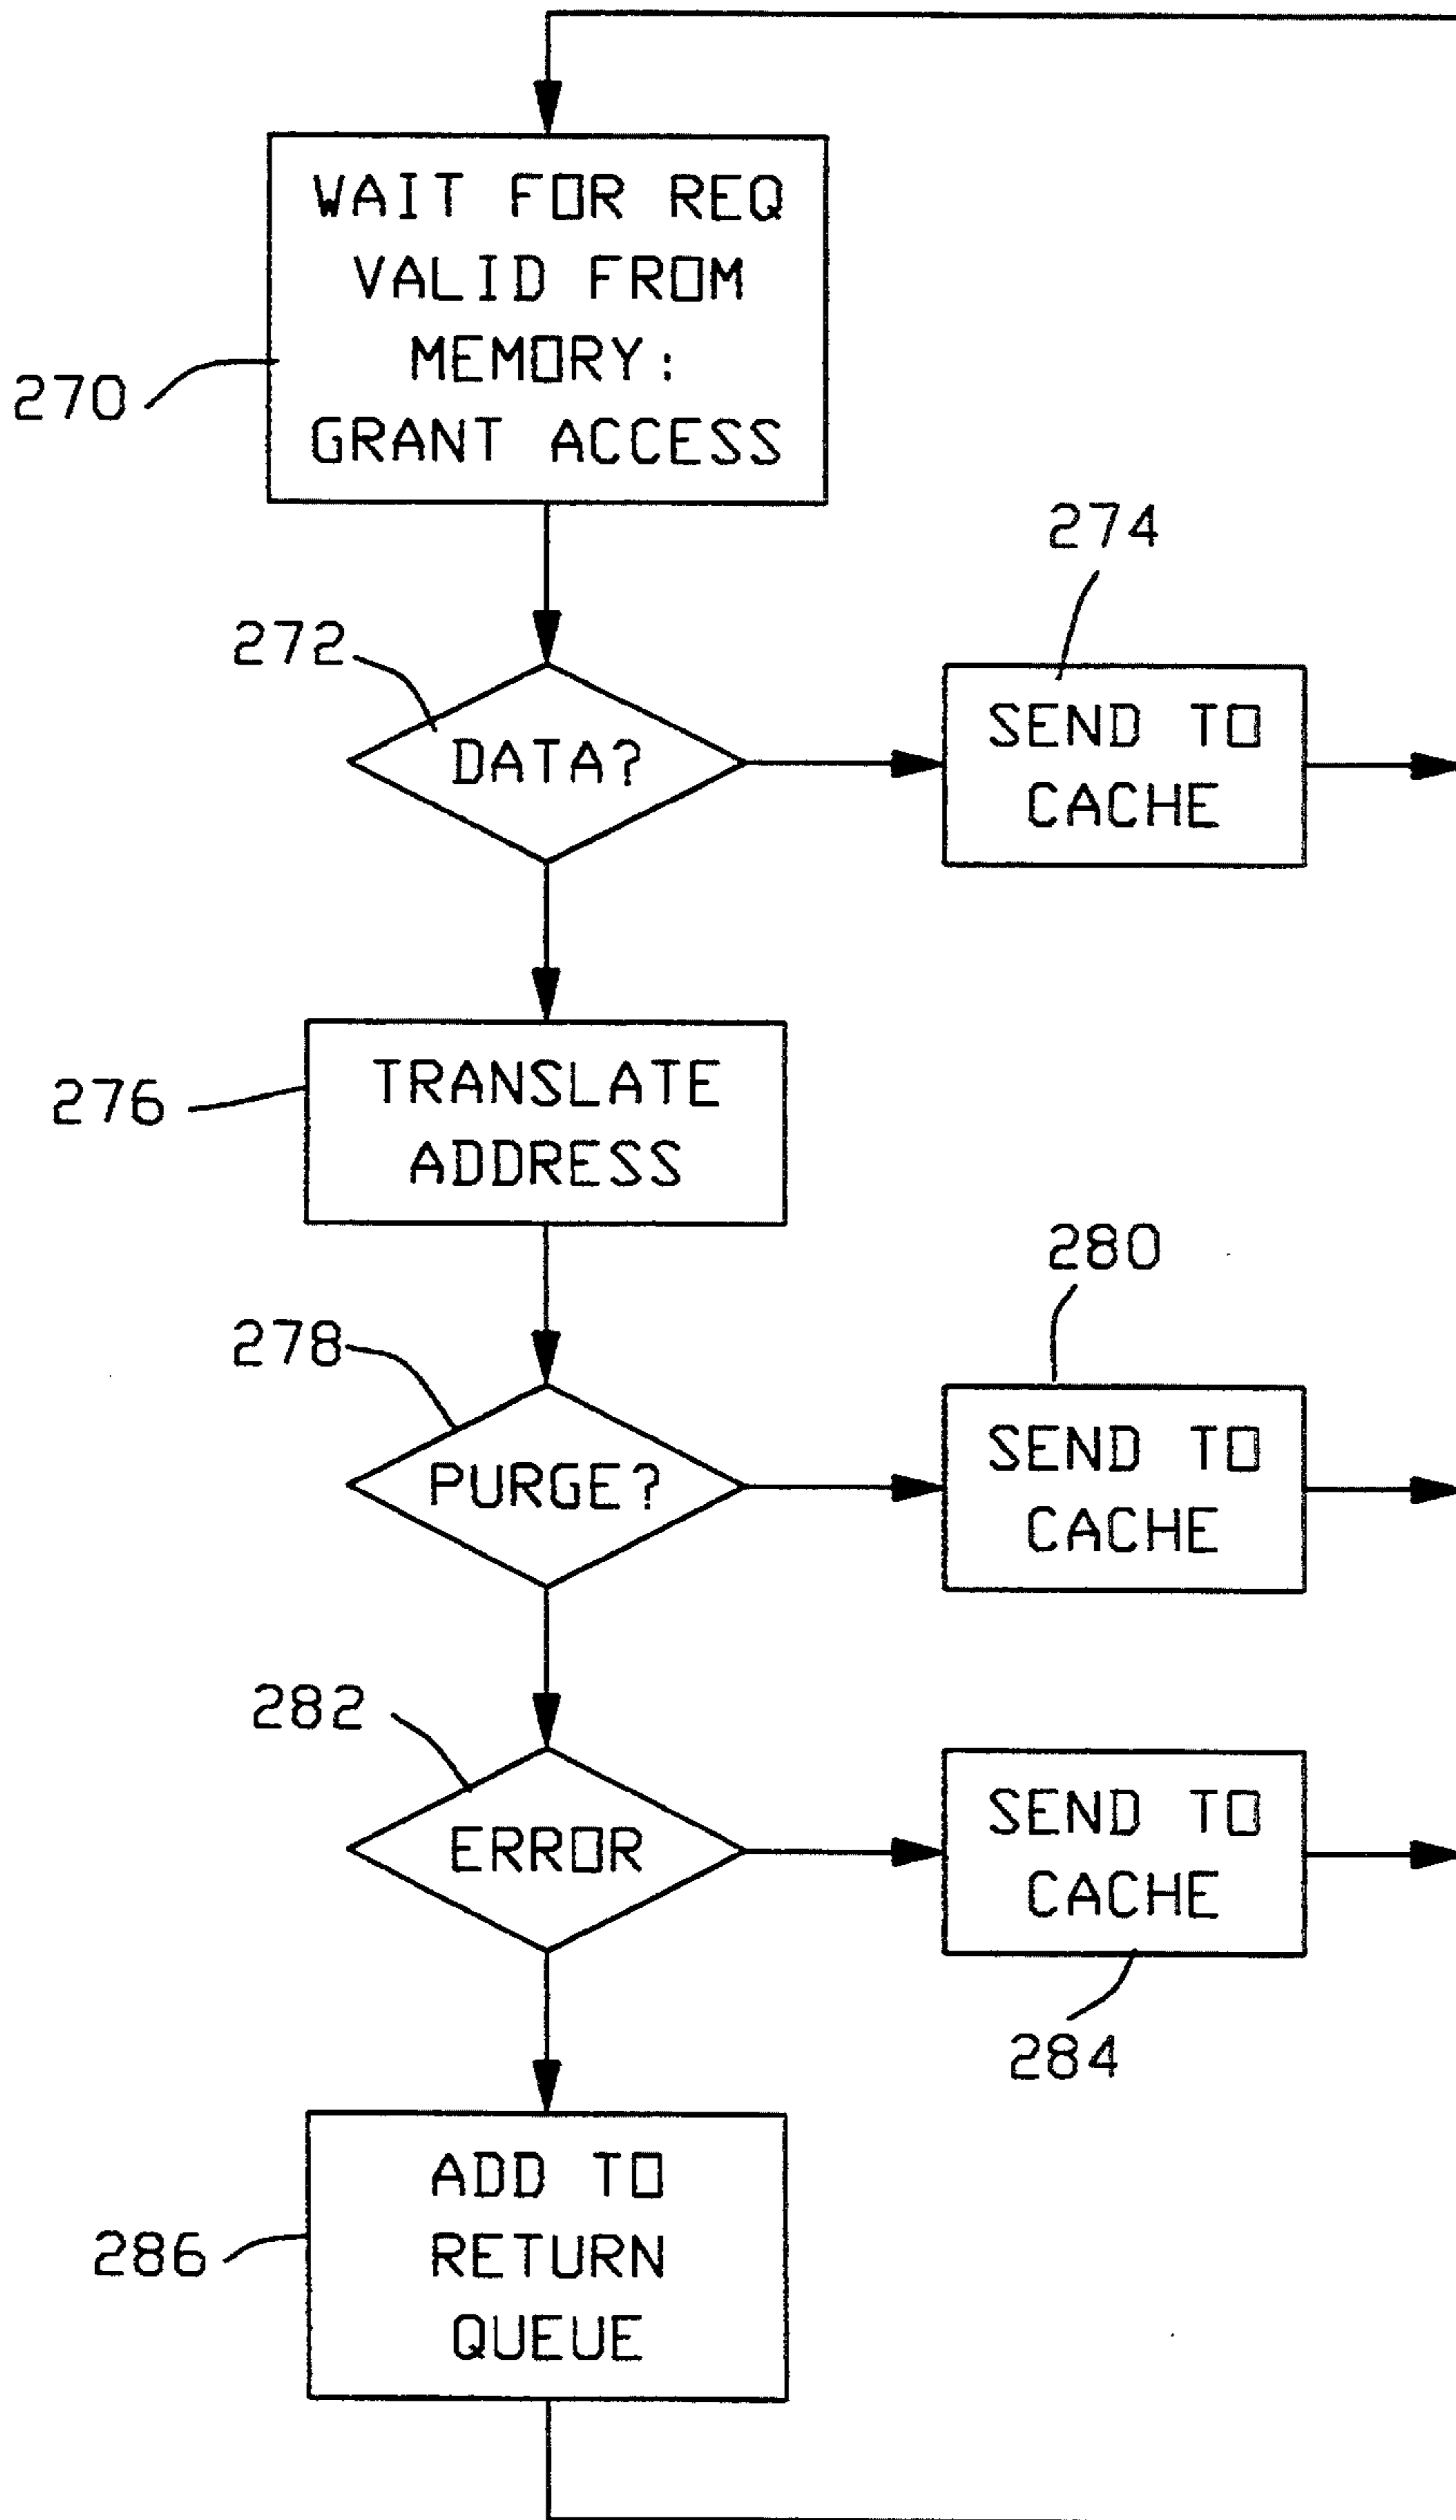 WAIT FOR REQ
VALID FROM
MEMORY:
GRANT ACCESS
270
274
272
DATA?
SEND TO
CACHE
276
TRANSLATE
ADDRESS
280
278
PURGE?
SEND TO
CACHE
282
ERROR
SEND TO
CACHE
284
286
ADD TO
RETURN
QUEUE